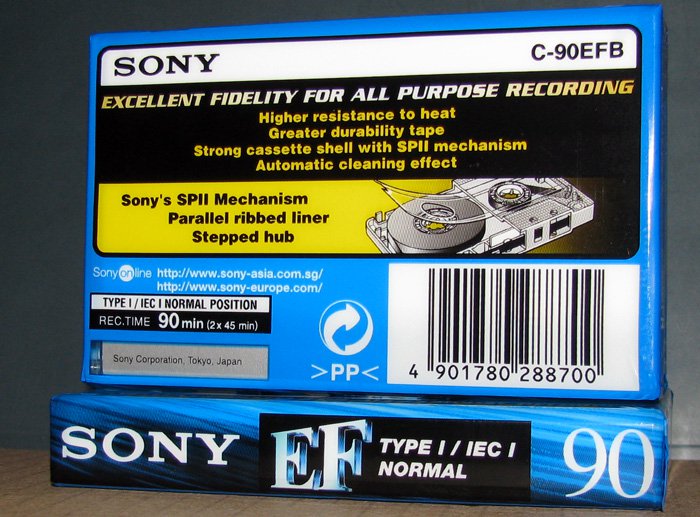 SONY
C-90EFB
EXCELLENT FIDELITY FOR ALL PURPOSE RECORDING
Higher resistance to heat
Greater durability tape
Strong cassette shell with SPII mechanism
Automatic cleaning effect
Sony's SPII Mechanism
Parallel ribbed liner
Stepped hub
Sony online http://www.sony-asia.com.sg/
http://www.sony-europe.com/
TYPE I / IEC I NORMAL POSITION
REC.TIME 90 min (2 x 45 min)
Sony Corporation, Tokyo, Japan
>PP<
4 901780 288700
SONY EF TYPE I / IEC I
NORMAL
90